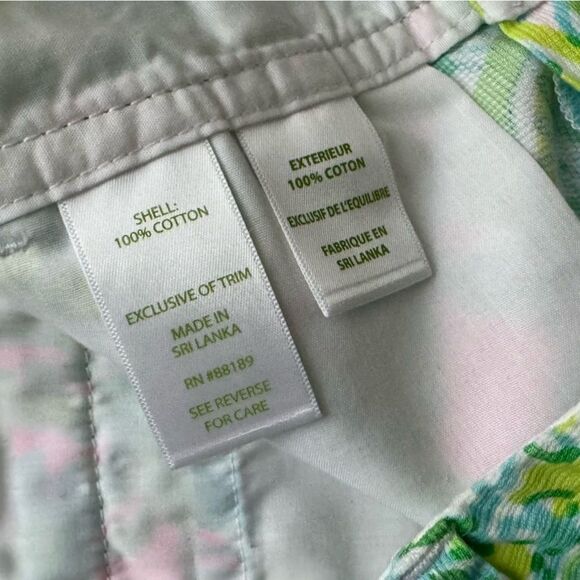 SHELL:
100% COTTON
EXCLUSIVE OF TRIM
MADE IN
SRI LANKA
RN #88189
SEE REVERSE
FOR CARE
EXTERIEUR
100% COTON
EXCLUSIF DE L'EQUILIBRE
FABRIQUE EN
SRI LANKA